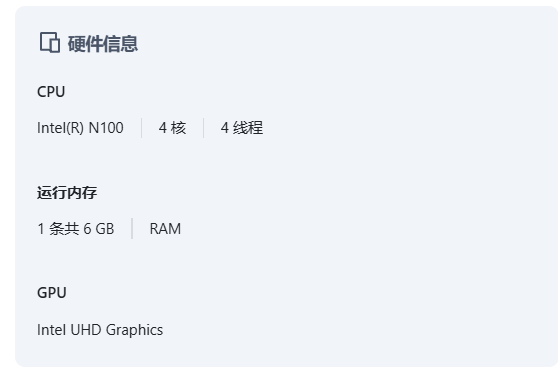 硬件信息
CPU
Intel(R) N100 4 核 4 线程
运行内存
1 条共 6 GB RAM
GPU
Intel UHD Graphics